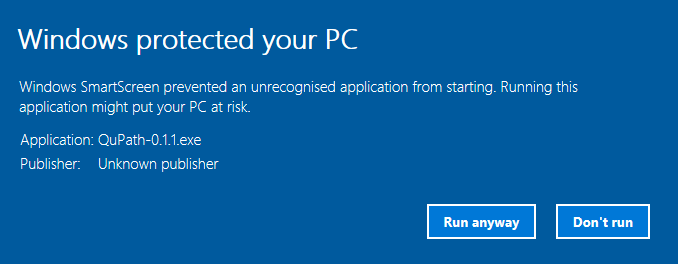 Windows protected your PC
Windows SmartScreen prevented an unrecognised application from starting. Running this
application might put your PC at risk.
Application: QuPath-0.1.1.exe
Publisher: Unknown publisher
Run anyway Don't run